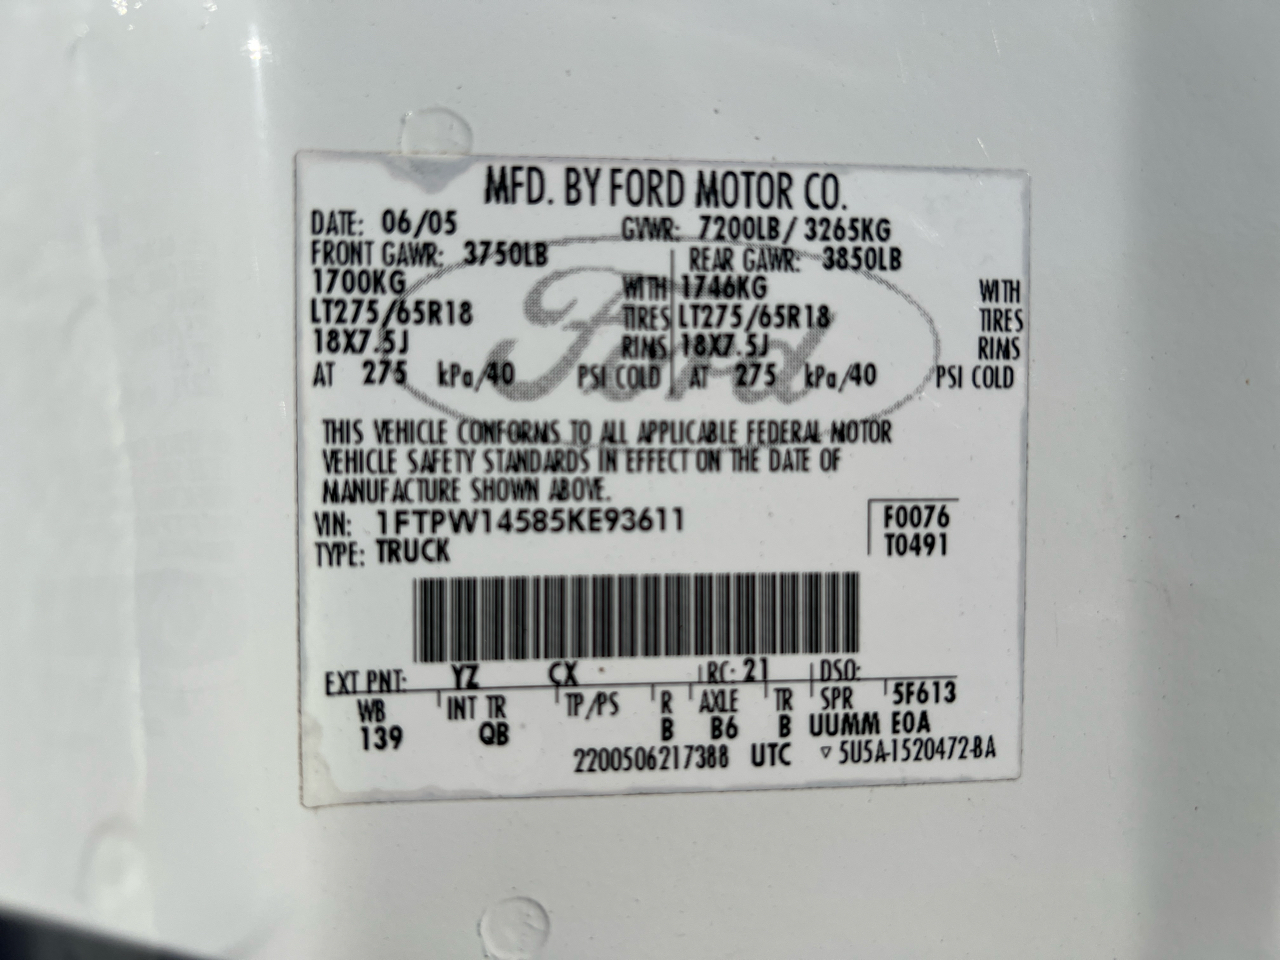 MFD. BY FORD MOTOR CO.
DATE: 06/05 GVWR: 7200LB/ 3265KG
FRONT GAWR: 3750LB REAR GAWR: 3850LB
1700KG WITH 1746KG WITH
LT275/65R18 TIRES LT275/65R18 TIRES
18X7.5J RIMS 18X7.5J RIMS
AT 275 kPa/40 PSI COLD AT 275 kPa/40 PSI COLD
Ford
THIS VEHICLE CONFORMS TO ALL APPLICABLE FEDERAL MOTOR
VEHICLE SAFETY STANDARDS IN EFFECT ON THE DATE OF
MANUFACTURE SHOWN ABOVE.
VIN: 1FTPW14585KE93611 F0076
TYPE: TRUCK T0491
EXT PNT: YZ CX RC: 21 DSO:
WB INT TR TP/PS R AXLE TR SPR 5F613
139 QB B B6 B UUMM E0A
2200506217388 UTC ▿ 5U5A-1520472-BA